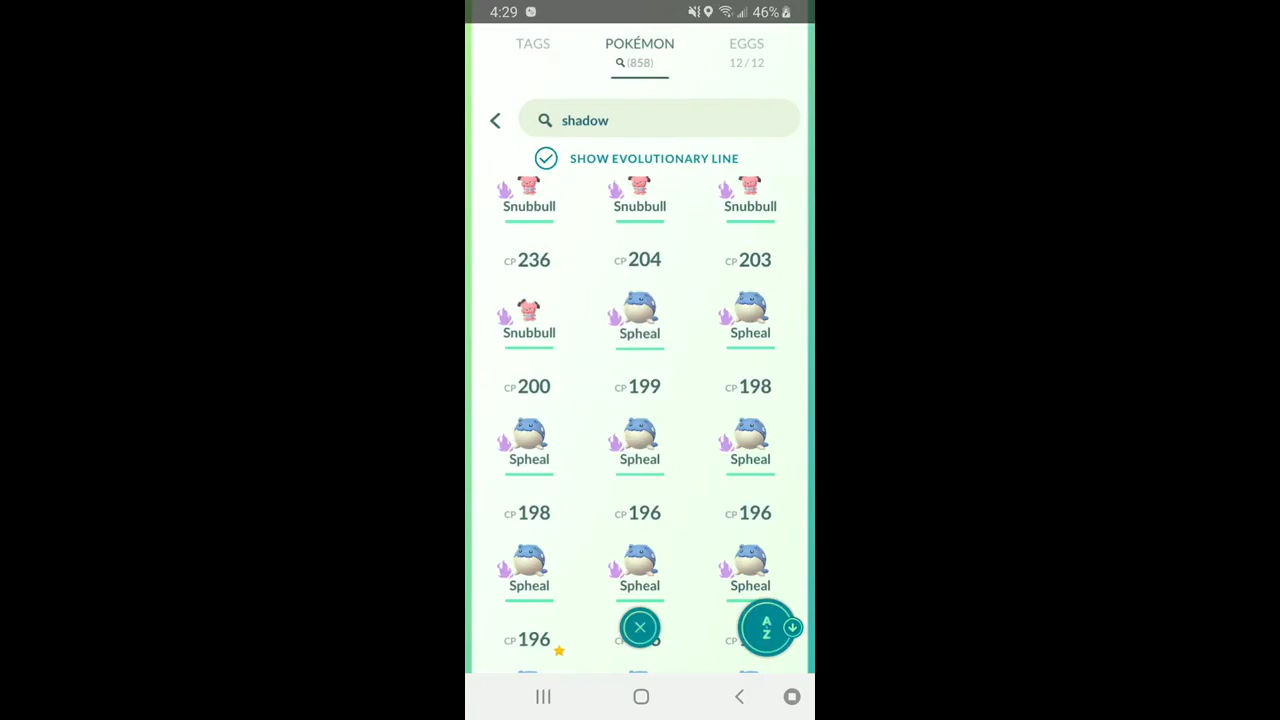 4:29 46%
TAGS POKÉMON EGGS
(858) 12 / 12
shadow
SHOW EVOLUTIONARY LINE
Snubbull Snubbull Snubbull
CP 236 CP 204 CP 203
Snubbull Spheal Spheal
CP 200 CP 199 CP 198
Spheal Spheal Spheal
CP 198 CP 196 CP 196
Spheal Spheal Spheal
A-Z
CP 196